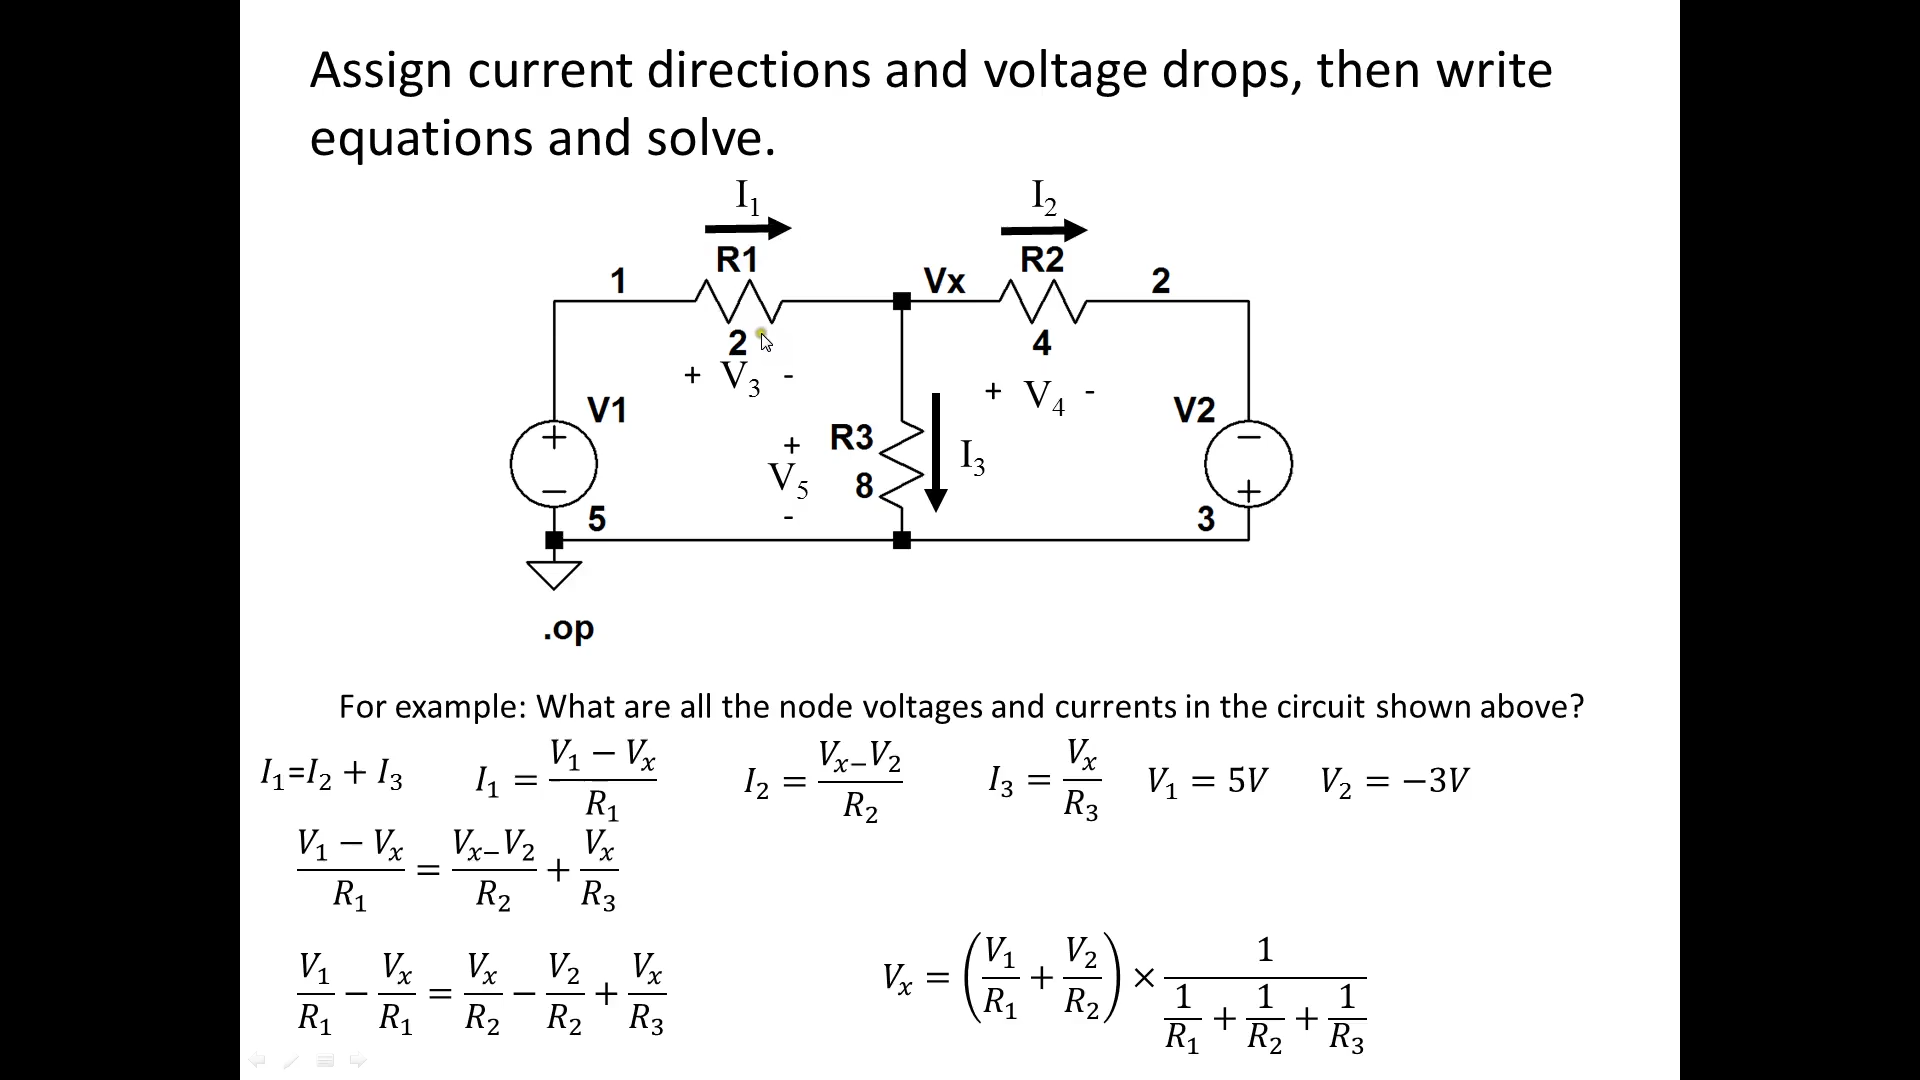 Assign current directions and voltage drops, then write
equations and solve.
I₁
I₂
R1
R2
1
Vx
2
2
4
+ V₃ -
+ V₄ -
V1
V2
+
R3
+
−
V₅
I₃
8
−
-
+
5
3
.op
For example: What are all the node voltages and currents in the circuit shown above?
I₁=I₂ + I₃   I₁ = (V₁ − Vₓ)/R₁   I₂ = (Vₓ₋V₂)/R₂   I₃ = Vₓ/R₃   V₁ = 5V   V₂ = −3V
(V₁ − Vₓ)/R₁ = (Vₓ₋V₂)/R₂ + Vₓ/R₃
V₁/R₁ − Vₓ/R₁ = Vₓ/R₂ − V₂/R₂ + Vₓ/R₃
Vₓ = (V₁/R₁ + V₂/R₂) × 1/(1/R₁ + 1/R₂ + 1/R₃)